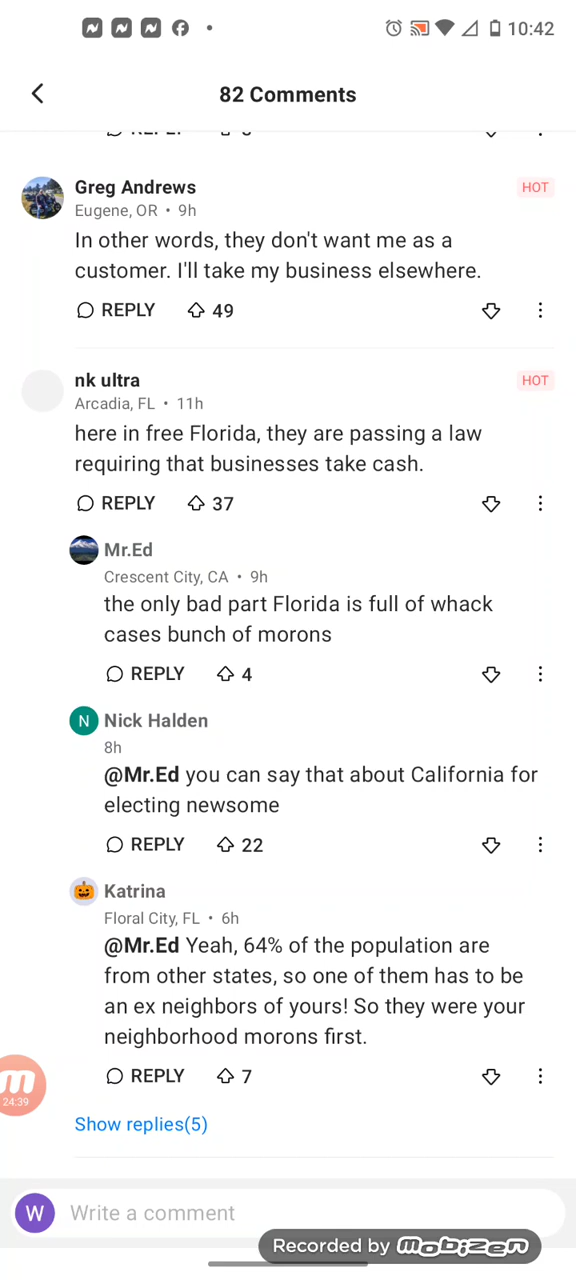 10:42
82 Comments
Greg Andrews
HOT
Eugene, OR • 9h
In other words, they don't want me as a
customer. I'll take my business elsewhere.
REPLY 49
nk ultra
HOT
Arcadia, FL • 11h
here in free Florida, they are passing a law
requiring that businesses take cash.
REPLY 37
Mr.Ed
Crescent City, CA • 9h
the only bad part Florida is full of whack
cases bunch of morons
REPLY 4
N Nick Halden
8h
@Mr.Ed you can say that about California for
electing newsome
REPLY 22
Katrina
Floral City, FL • 6h
@Mr.Ed Yeah, 64% of the population are
from other states, so one of them has to be
an ex neighbors of yours! So they were your
neighborhood morons first.
REPLY 7
24:39
Show replies(5)
W Write a comment
Recorded by mobizen